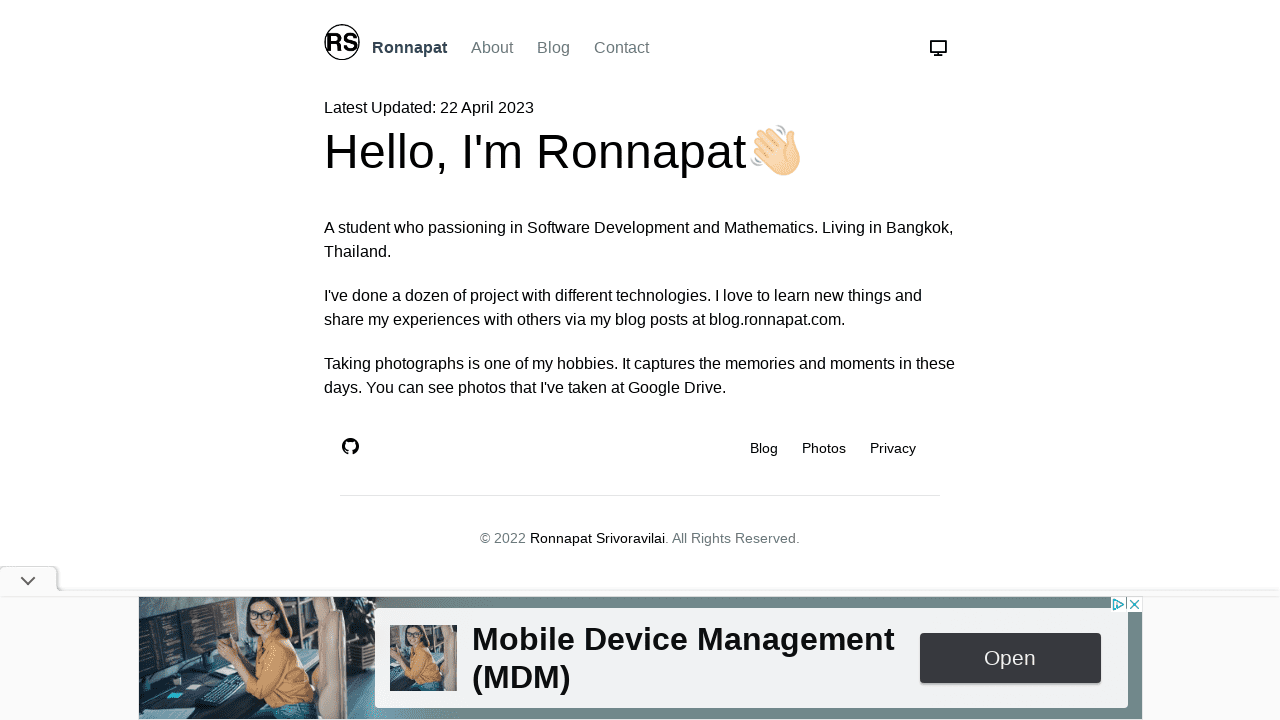 RS
Ronnapat About Blog Contact
Latest Updated: 22 April 2023
Hello, I'm Ronnapat👋🏻
A student who passioning in Software Development and Mathematics. Living in Bangkok,
Thailand.
I've done a dozen of project with different technologies. I love to learn new things and
share my experiences with others via my blog posts at blog.ronnapat.com.
Taking photographs is one of my hobbies. It captures the memories and moments in these
days. You can see photos that I've taken at Google Drive.
Blog Photos Privacy
© 2022 Ronnapat Srivoravilai. All Rights Reserved.
Mobile Device Management
(MDM)
Open